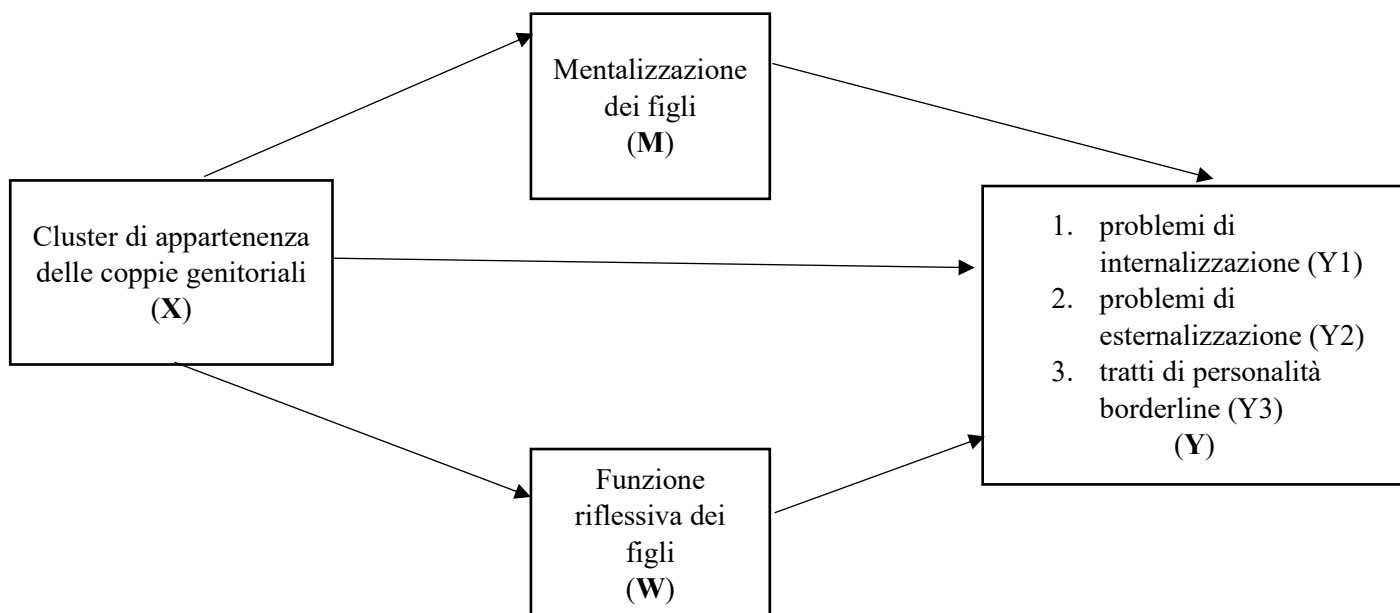 Mentalizzazione
dei figli
(M)
Cluster di appartenenza
delle coppie genitoriali
(X)
1. problemi di
internalizzazione (Y1)
2. problemi di
esternalizzazione (Y2)
3. tratti di personalità
borderline (Y3)
(Y)
Funzione
riflessiva dei
figli
(W)